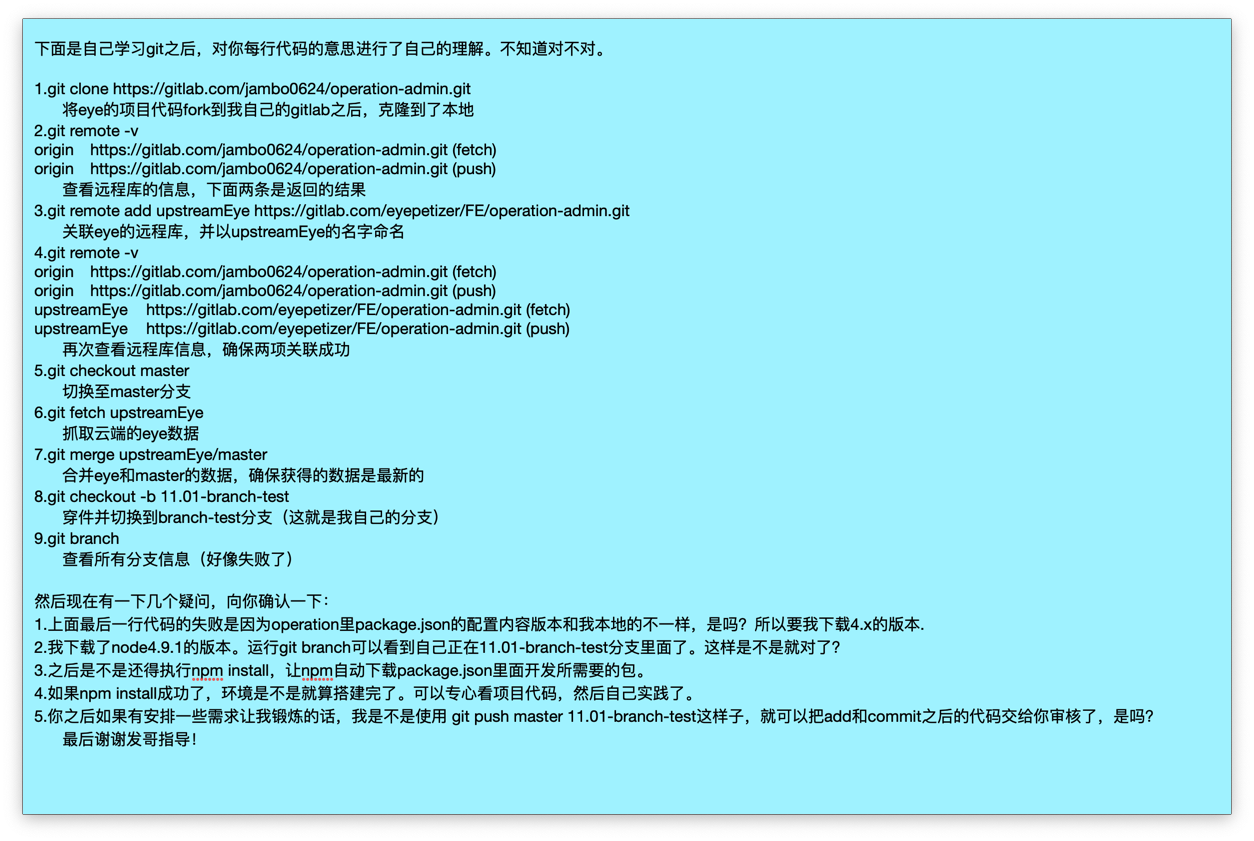 下面是自己学习git之后，对你每行代码的意思进行了自己的理解。不知道对不对。
1.git clone https://gitlab.com/jambo0624/operation-admin.git
将eye的项目代码fork到我自己的gitlab之后，克隆到了本地
2.git remote -v
origin https://gitlab.com/jambo0624/operation-admin.git (fetch)
origin https://gitlab.com/jambo0624/operation-admin.git (push)
查看远程库的信息，下面两条是返回的结果
3.git remote add upstreamEye https://gitlab.com/eyepetizer/FE/operation-admin.git
关联eye的远程库，并以upstreamEye的名字命名
4.git remote -v
origin https://gitlab.com/jambo0624/operation-admin.git (fetch)
origin https://gitlab.com/jambo0624/operation-admin.git (push)
upstreamEye https://gitlab.com/eyepetizer/FE/operation-admin.git (fetch)
upstreamEye https://gitlab.com/eyepetizer/FE/operation-admin.git (push)
再次查看远程库信息，确保两项关联成功
5.git checkout master
切换至master分支
6.git fetch upstreamEye
抓取云端的eye数据
7.git merge upstreamEye/master
合并eye和master的数据，确保获得的数据是最新的
8.git checkout -b 11.01-branch-test
穿件并切换到branch-test分支（这就是我自己的分支）
9.git branch
查看所有分支信息（好像失败了）
然后现在有一下几个疑问，向你确认一下：
1.上面最后一行代码的失败是因为operation里package.json的配置内容版本和我本地的不一样，是吗？所以要我下载4.x的版本.
2.我下载了node4.9.1的版本。运行git branch可以看到自己正在11.01-branch-test分支里面了。这样是不是就对了？
3.之后是不是还得执行npm install，让npm自动下载package.json里面开发所需要的包。
4.如果npm install成功了，环境是不是就算搭建完了。可以专心看项目代码，然后自己实践了。
5.你之后如果有安排一些需求让我锻炼的话，我是不是使用 git push master 11.01-branch-test这样子，就可以把add和commit之后的代码交给你审核了，是吗？
最后谢谢发哥指导！